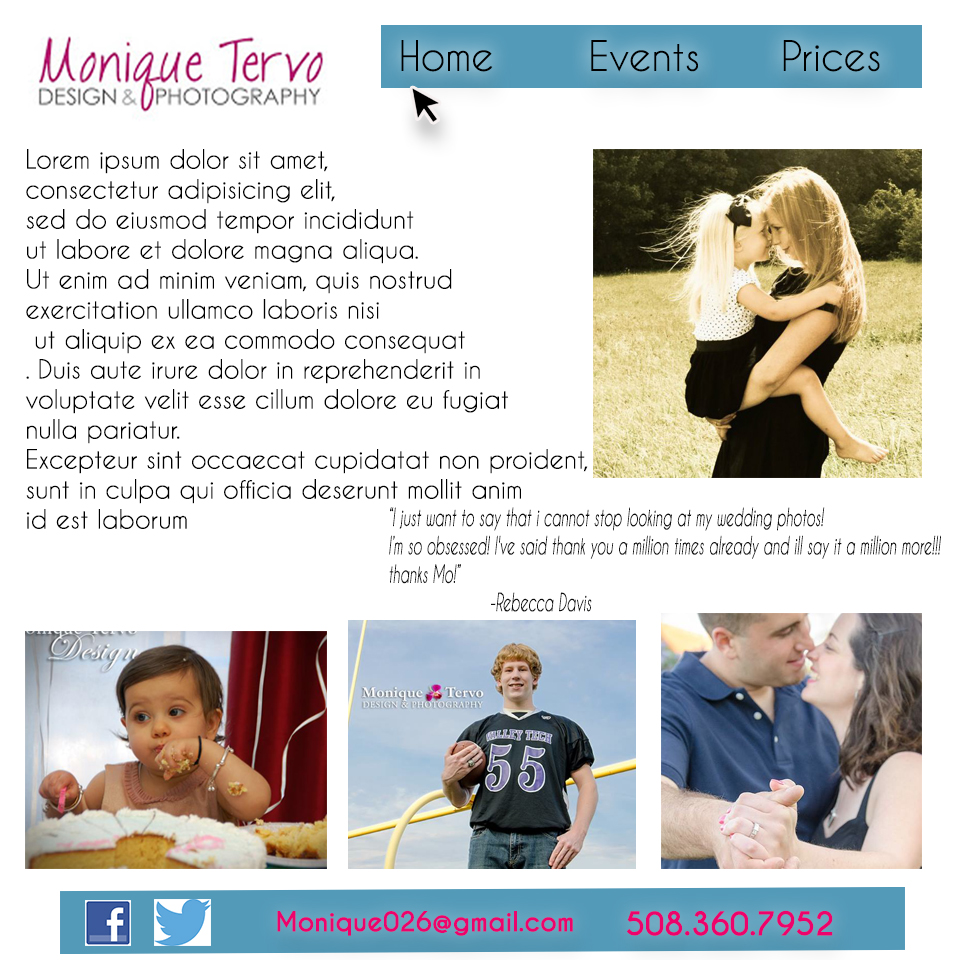 Monique Tervo
DESIGN & PHOTOGRAPHY
Home Events Prices
Lorem ipsum dolor sit amet,
consectetur adipisicing elit,
sed do eiusmod tempor incididunt
ut labore et dolore magna aliqua.
Ut enim ad minim veniam, quis nostrud
exercitation ullamco laboris nisi
ut aliquip ex ea commodo consequat
. Duis aute irure dolor in reprehenderit in
voluptate velit esse cillum dolore eu fugiat
nulla pariatur.
Excepteur sint occaecat cupidatat non proident,
sunt in culpa qui officia deserunt mollit anim
id est laborum
“I just want to say that i cannot stop looking at my wedding photos!
I'm so obsessed! I've said thank you a million times already and ill say it a million more!!!
thanks Mo!”
-Rebecca Davis
Design
Monique Tervo
DESIGN & PHOTOGRAPHY
VALLEY TECH
55
f
Monique026@gmail.com 508.360.7952